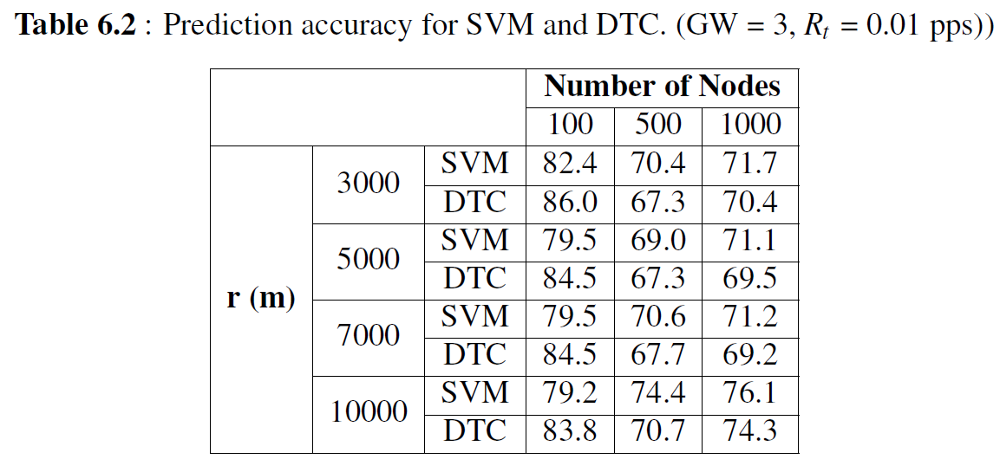 Table 6.2 : Prediction accuracy for SVM and DTC. (GW = 3, Rt = 0.01 pps))
Number of Nodes
100 500 1000
r (m)
3000
SVM 82.4 70.4 71.7
DTC 86.0 67.3 70.4
5000
SVM 79.5 69.0 71.1
DTC 84.5 67.3 69.5
7000
SVM 79.5 70.6 71.2
DTC 84.5 67.7 69.2
10000
SVM 79.2 74.4 76.1
DTC 83.8 70.7 74.3